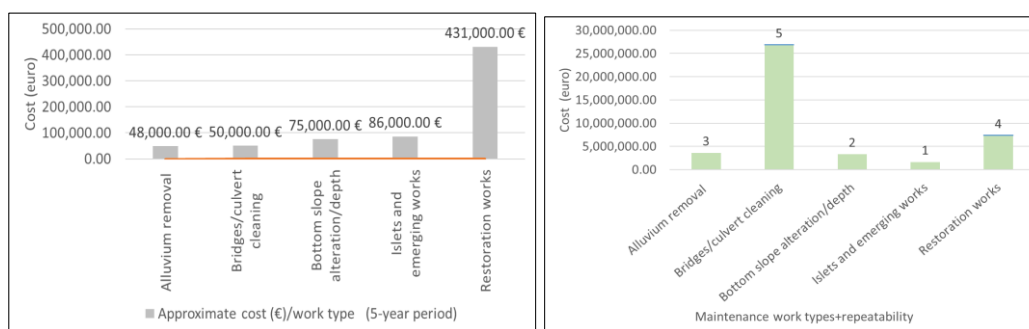 500,000.00
400,000.00
300,000.00
200,000.00
100,000.00
0.00
Cost (euro)
48,000.00 €
50,000.00 €
75,000.00 €
86,000.00 €
431,000.00 €
Alluvium removal
Bridges/culvert
cleaning
Bottom slope
alteration/depth
Islets and
emerging works
Restoration works
Approximate cost (€)/work type (5-year period)
30,000,000.00
25,000,000.00
20,000,000.00
15,000,000.00
10,000,000.00
5,000,000.00
0.00
Cost (euro)
3
5
2
1
4
Alluvium removal
Bridges/culvert cleaning
Bottom slope alteration/depth
Islets and emerging works
Restoration works
Maintenance work types+repeatability